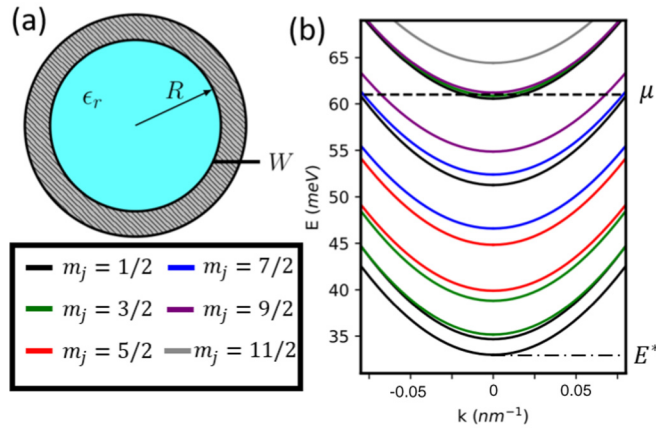 (a)
ϵ_r
R
W
m_j = 1/2
m_j = 7/2
m_j = 3/2
m_j = 9/2
m_j = 5/2
m_j = 11/2
(b)
65
60
55
50
45
40
35
E (meV)
μ
E*
-0.05
0
0.05
k (nm⁻¹)